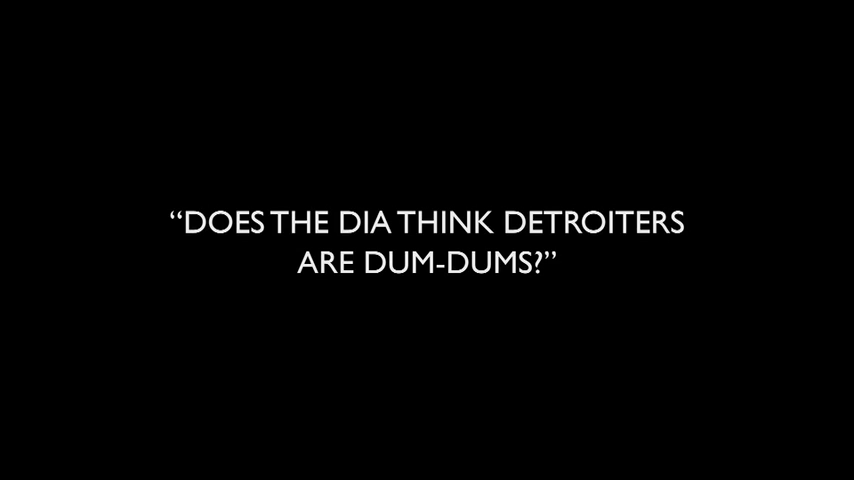 “DOES THE DIA THINK DETROITERS
ARE DUM-DUMS?”